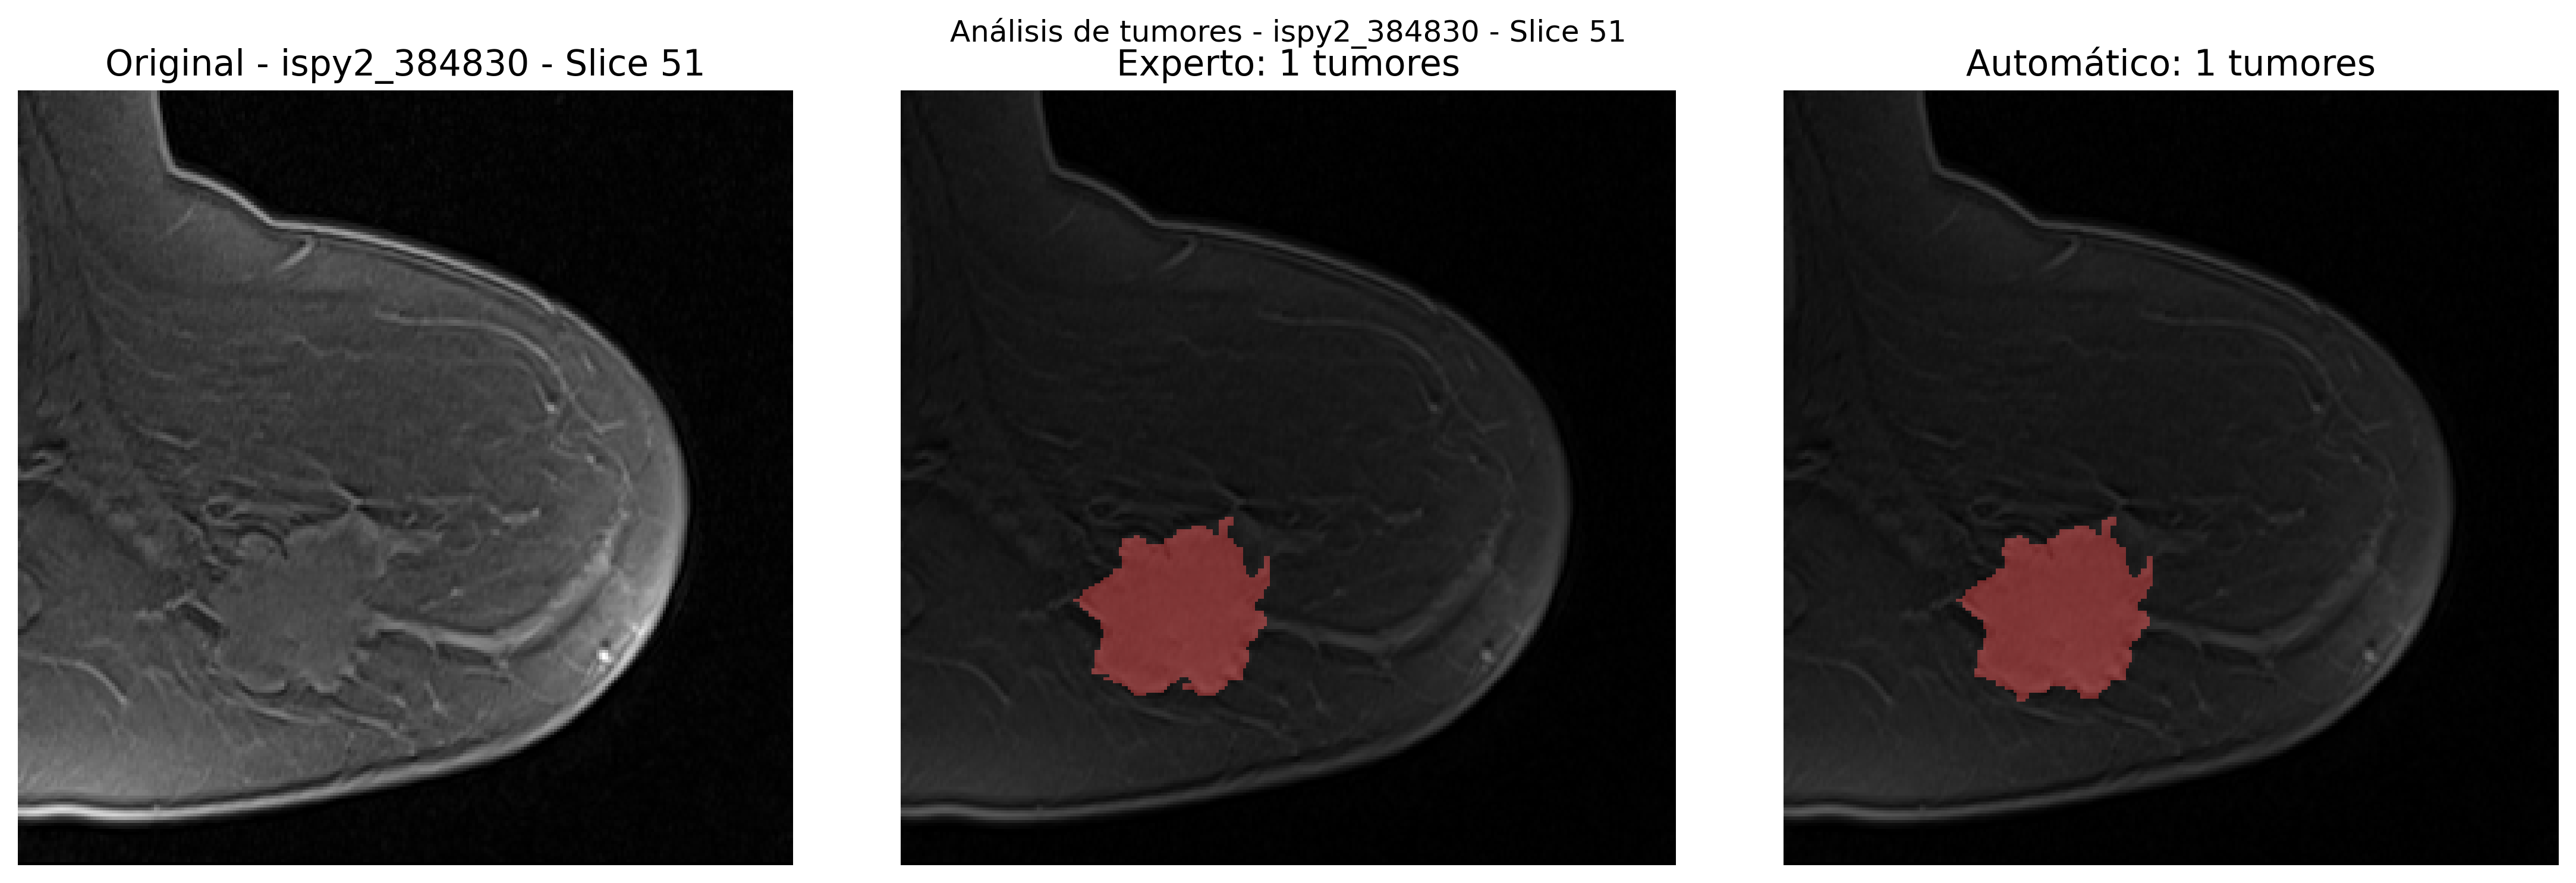 Análisis de tumores - ispy2_384830 - Slice 51
Original - ispy2_384830 - Slice 51
Experto: 1 tumores
Automático: 1 tumores